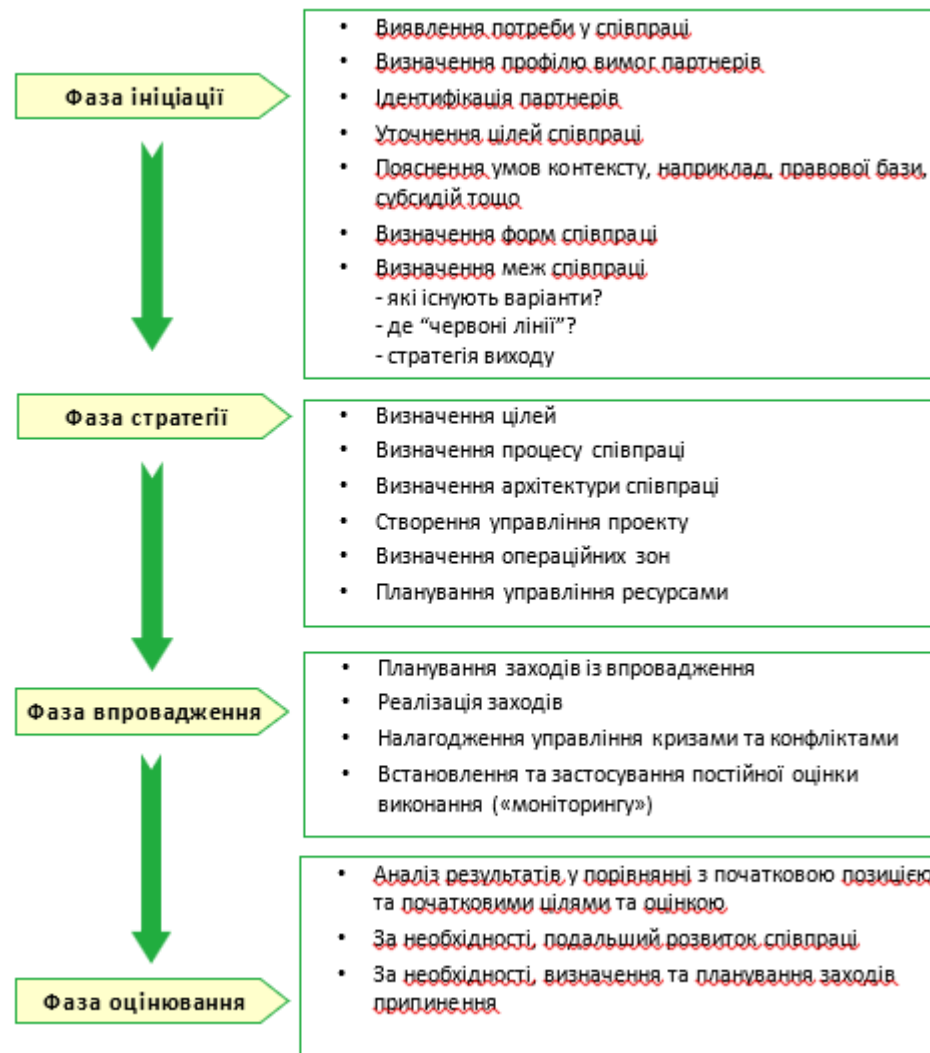 Фаза ініціації
• Виявлення потреби у співпраці
• Визначення профілю вимог партнерів
• Ідентифікація партнерів
• Уточнення цілей співпраці
• Пояснення умов контексту, наприклад, правової бази,
субсидій тощо
• Визначення форм співпраці
• Визначення меж співпраці
- які існують варіанти?
- де “червоні лінії”?
- стратегія виходу
Фаза стратегії
• Визначення цілей
• Визначення процесу співпраці
• Визначення архітектури співпраці
• Створення управління проекту
• Визначення операційних зон
• Планування управління ресурсами
Фаза впровадження
• Планування заходів із впровадження
• Реалізація заходів
• Налагодження управління кризами та конфліктами
• Встановлення та застосування постійної оцінки
виконання («моніторингу»)
Фаза оцінювання
• Аналіз результатів у порівнянні з початковою позицією
та початковими цілями та оцінкою
• За необхідності, подальший розвиток співпраці
• За необхідності, визначення та планування заходів
припинення